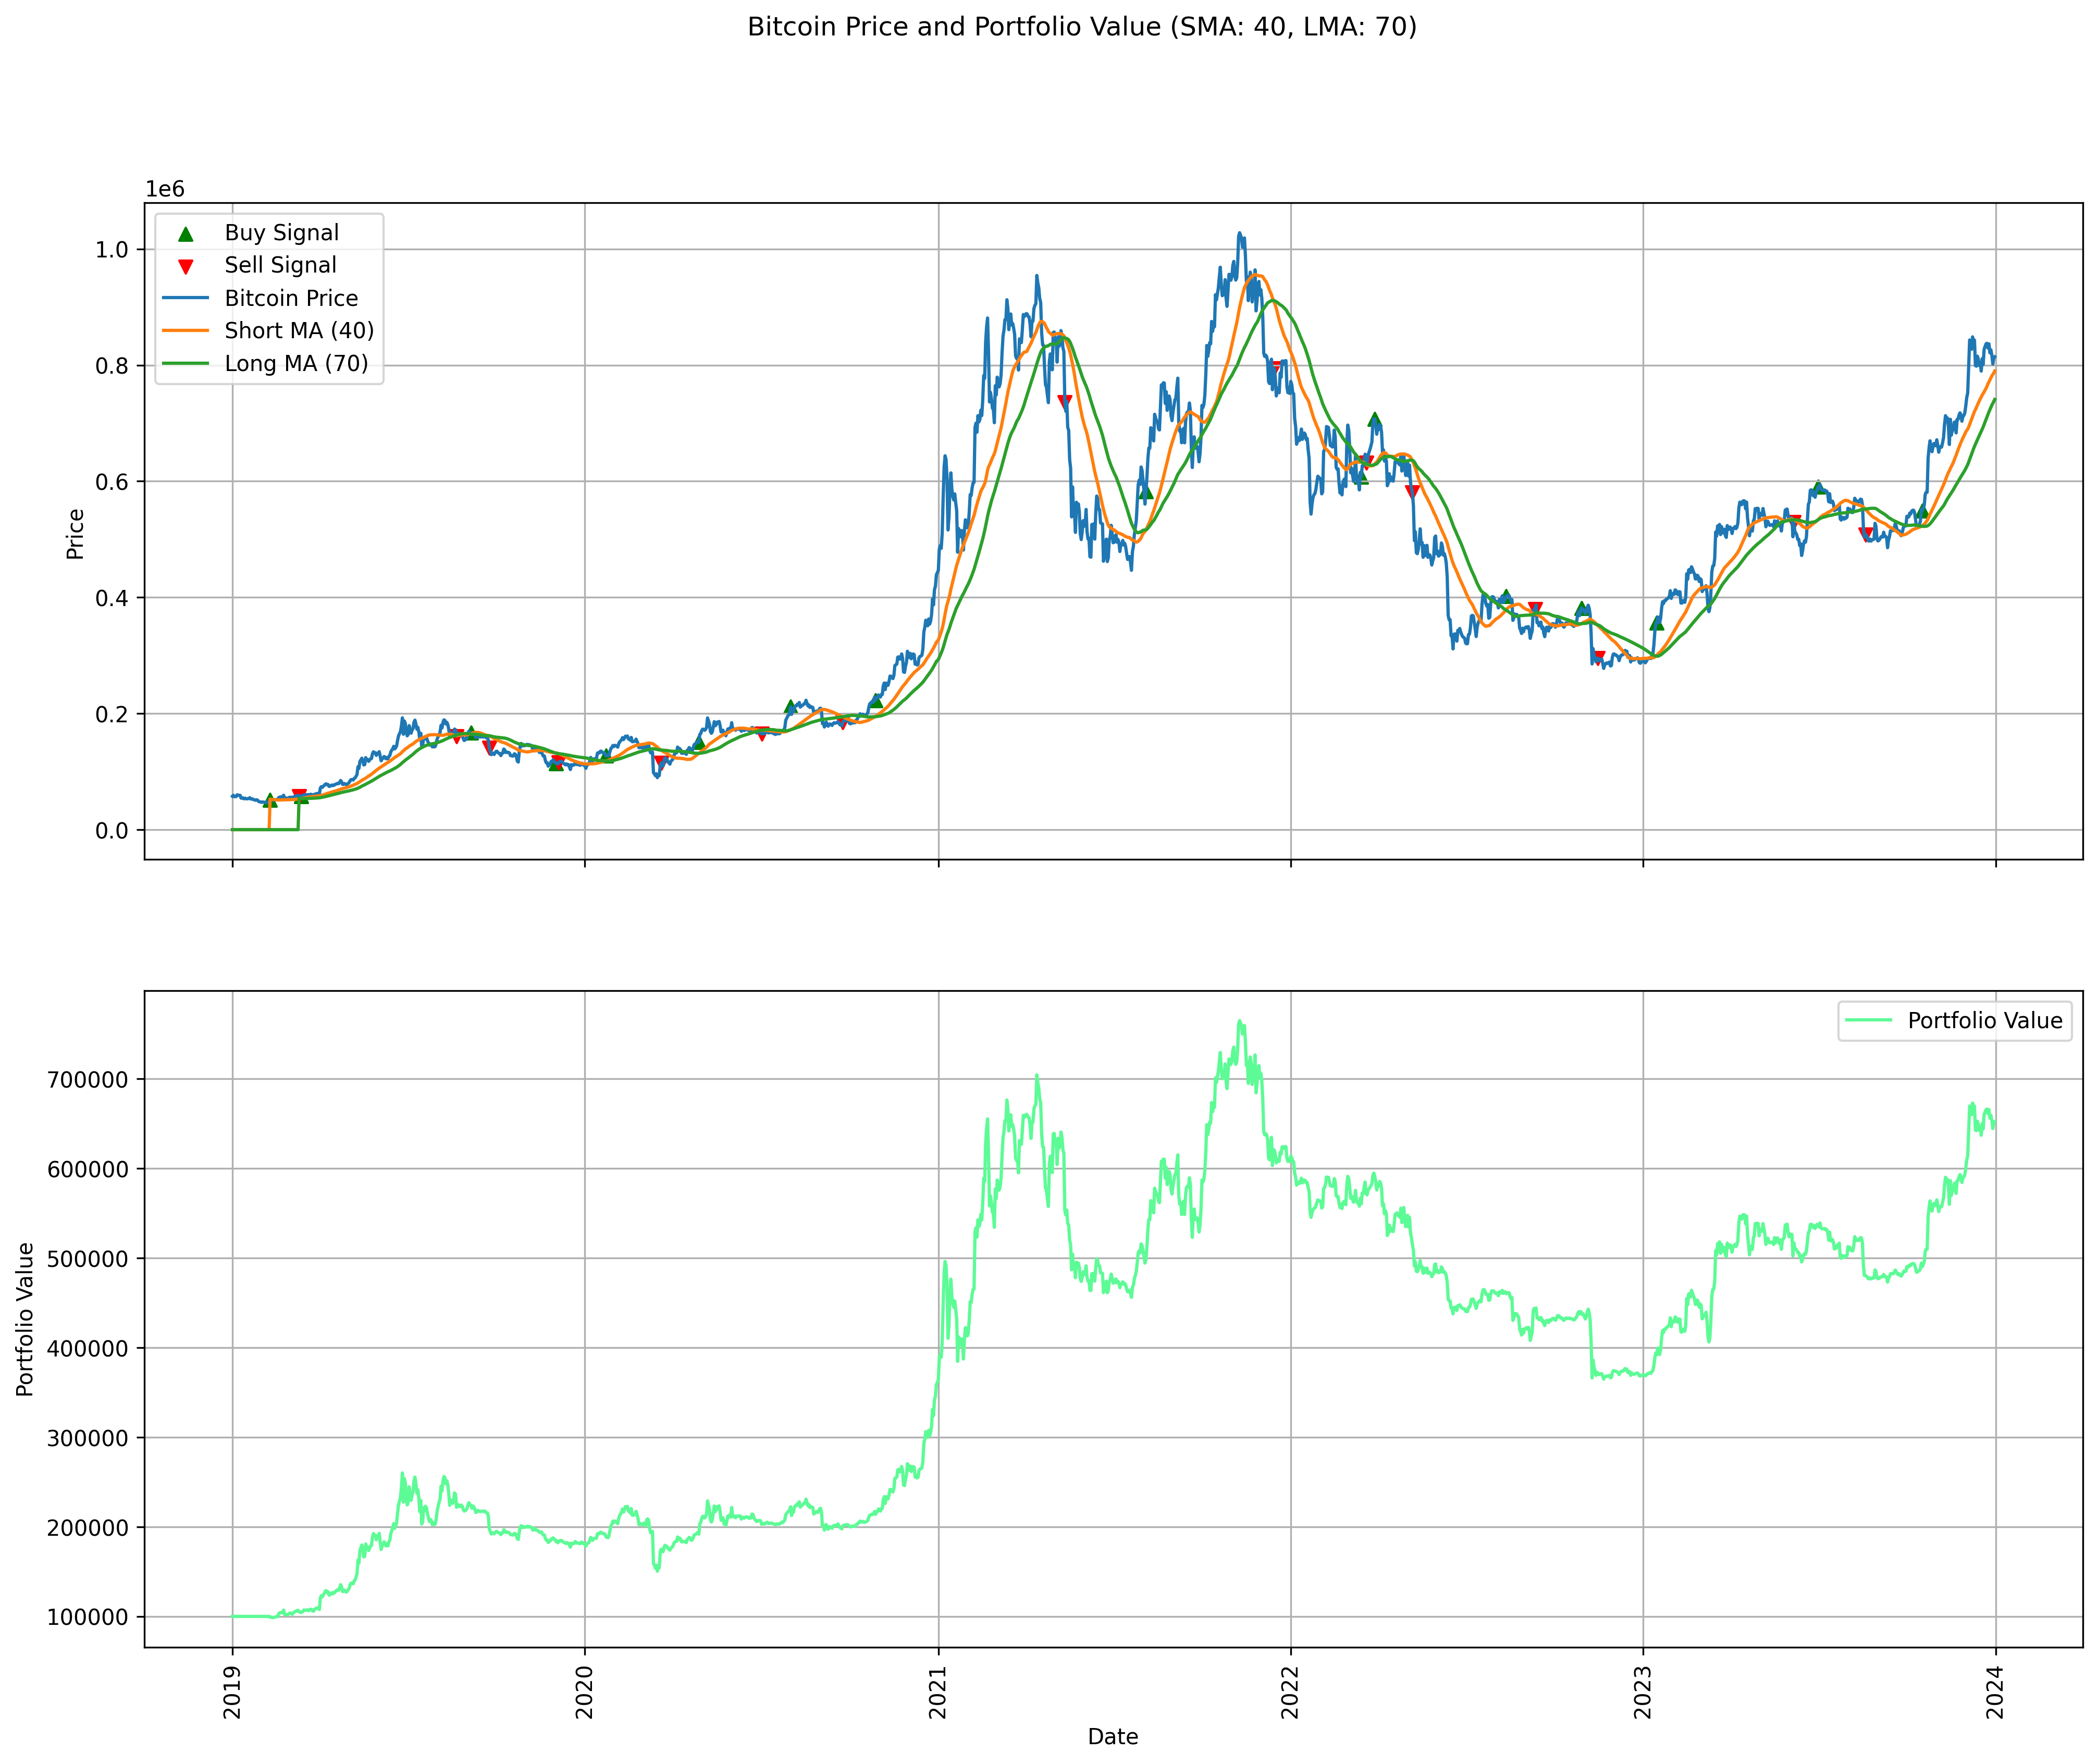 Bitcoin Price and Portfolio Value (SMA: 40, LMA: 70)
1e6
Buy Signal
Sell Signal
Bitcoin Price
Short MA (40)
Long MA (70)
1.0
0.8
0.6
0.4
0.2
0.0
Price
Portfolio Value
700000
600000
500000
400000
300000
200000
100000
Portfolio Value
2019
2020
2021
2022
2023
2024
Date